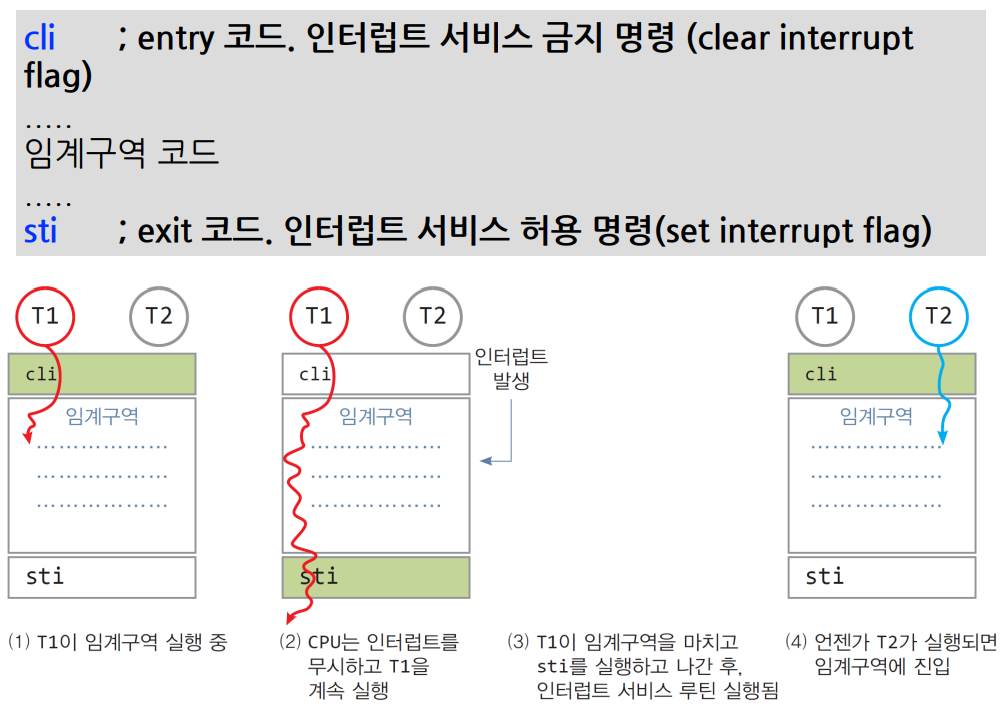 cli ; entry 코드. 인터럽트 서비스 금지 명령 (clear interrupt
flag)
.....
임계구역 코드
.....
sti ; exit 코드. 인터럽트 서비스 허용 명령(set interrupt flag)
T1
T2
cli
임계구역
..................
..................
..................
sti
(1) T1이 임계구역 실행 중
T1
T2
cli
인터럽트
발생
임계구역
..................
..................
..................
sti
(2) CPU는 인터럽트를
무시하고 T1을
계속 실행
(3) T1이 임계구역을 마치고
sti를 실행하고 나간 후,
인터럽트 서비스 루틴 실행됨
T1
T2
cli
임계구역
..................
..................
..................
sti
(4) 언젠가 T2가 실행되면
임계구역에 진입